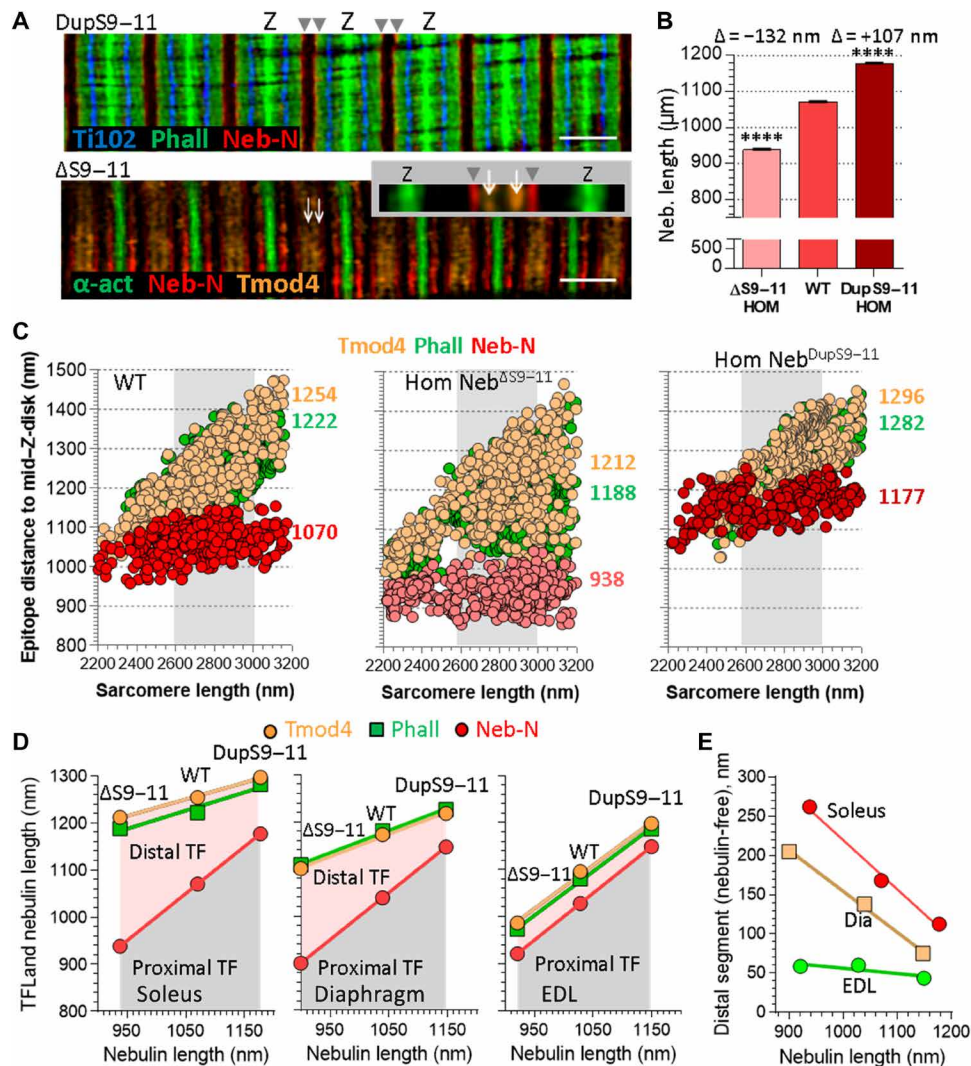 A
DupS9–11
Z Z Z
Ti102 Phall Neb-N
ΔS9–11
Z Z
α-act Neb-N Tmod4
B
Δ = –132 nm Δ = +107 nm
Neb. length (μm)
1200
1100
1000
900
800
500
0
****
****
ΔS9–11 HOM
WT
DupS9–11 HOM
C
Tmod4 Phall Neb-N
Epitope distance to mid–Z-disk (nm)
1500
1400
1300
1200
1100
1000
900
800
WT
1254
1222
1070
2200 2400 2600 2800 3000 3200
Sarcomere length (nm)
Hom Neb^ΔS9–11
1212
1188
938
2200 2400 2600 2800 3000 3200
Sarcomere length (nm)
Hom Neb^DupS9–11
1296
1282
1177
2200 2400 2600 2800 3000 3200
Sarcomere length (nm)
D
Tmod4 Phall Neb-N
TFLand nebulin length (nm)
1300
1200
1100
1000
900
800
ΔS9–11
WT
DupS9–11
Distal TF
Proximal TF
Soleus
950 1050 1150
Nebulin length (nm)
ΔS9–11
WT
DupS9–11
Distal TF
Proximal TF
Diaphragm
950 1050 1150
Nebulin length (nm)
ΔS9–11
WT
DupS9–11
Proximal TF
EDL
950 1050 1150
Nebulin length (nm)
E
Distal segment (nebulin-free), nm
300
250
200
150
100
50
0
Soleus
Dia
EDL
900 1000 1100 1200
Nebulin length (nm)